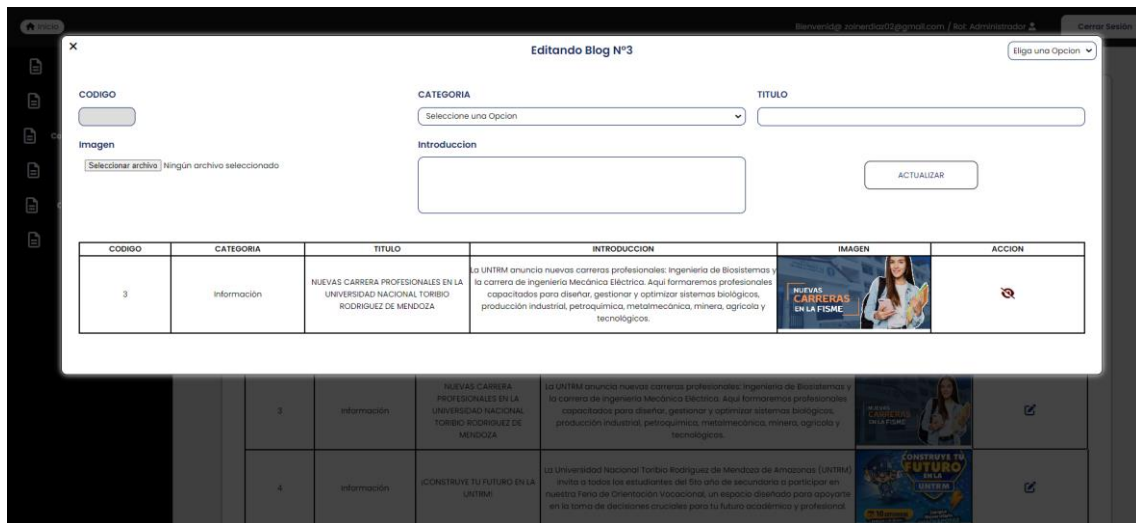 Inicio
Bienvenid@ zainerdiaz02@gmail.com / Rol: Administrador
Cerrar Sesión
×
Editando Blog N°3
Eliga una Opcion
CODIGO
CATEGORIA
TITULO
Seleccione una Opcion
Imagen
Introduccion
Seleccionar archivo Ningún archivo seleccionado
ACTUALIZAR
CODIGO CATEGORIA TITULO INTRODUCCION IMAGEN ACCION
3
Información
NUEVAS CARRERA PROFESIONALES EN LA
UNIVERSIDAD NACIONAL TORIBIO
RODRIGUEZ DE MENDOZA
La UNTRM anuncia nuevas carreras profesionales: Ingeniería de Biosistemas y
la carrera de ingeniería Mecánica Eléctrica. Aquí formaremos profesionales
capacitados para diseñar, gestionar y optimizar sistemas biológicos,
producción industrial, petroquímica, metalmecánica, minera, agrícola y
tecnológicos.
NUEVAS
CARRERAS
EN LA FISME
3
Información
NUEVAS CARRERA
PROFESIONALES EN LA
UNIVERSIDAD NACIONAL
TORIBIO RODRIGUEZ DE
MENDOZA
La UNTRM anuncia nuevas carreras profesionales: Ingeniería de Biosistemas y
la carrera de ingeniería Mecánica Eléctrica. Aquí formaremos profesionales
capacitados para diseñar, gestionar y optimizar sistemas biológicos,
producción industrial, petroquímica, metalmecánica, minera, agrícola y
tecnológicos.
NUEVAS
CARRERAS
EN LA FISME
4
Información
¡CONSTRUYE TU FUTURO EN LA
UNTRM!
La Universidad Nacional Toribio Rodríguez de Mendoza de Amazonas (UNTRM)
invita a todos los estudiantes del 5to año de secundaria a participar en
nuestra Feria de Orientación Vocacional, un espacio diseñado para apoyarte
en la toma de decisiones cruciales para tu futuro académico y profesional.
CONSTRUYE TU
FUTURO
EN LA
UNTRM